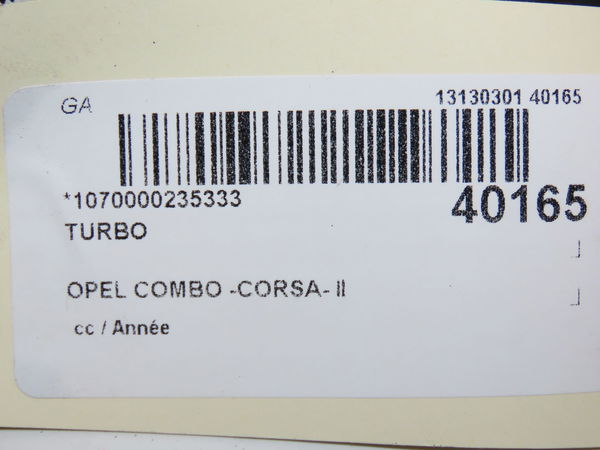 GA 13130301 40165
*1070000235333 40165
TURBO
OPEL COMBO -CORSA- II
cc / Année